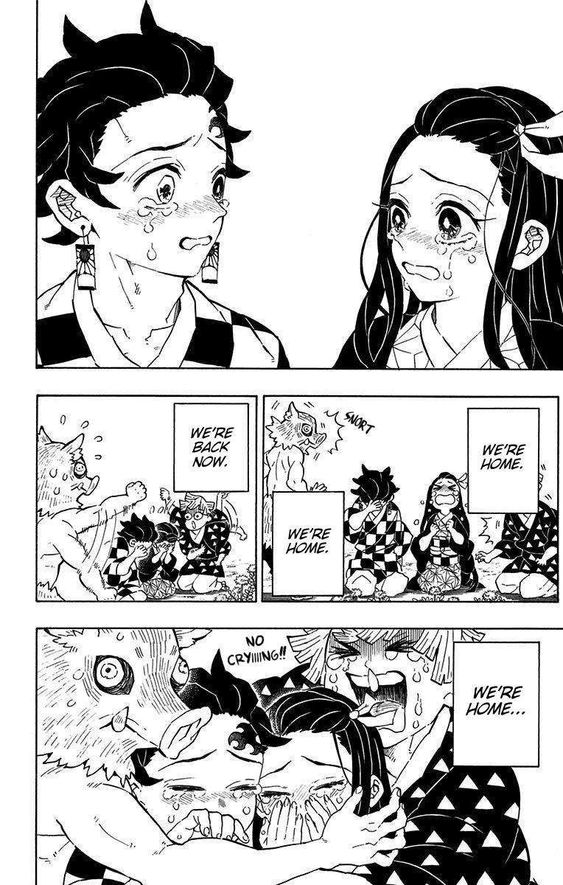 WE'RE
HOME.
SNORT
WE'RE
HOME.
WE'RE
BACK
NOW.
WE'RE
HOME...
NO
CRYIIIING!!